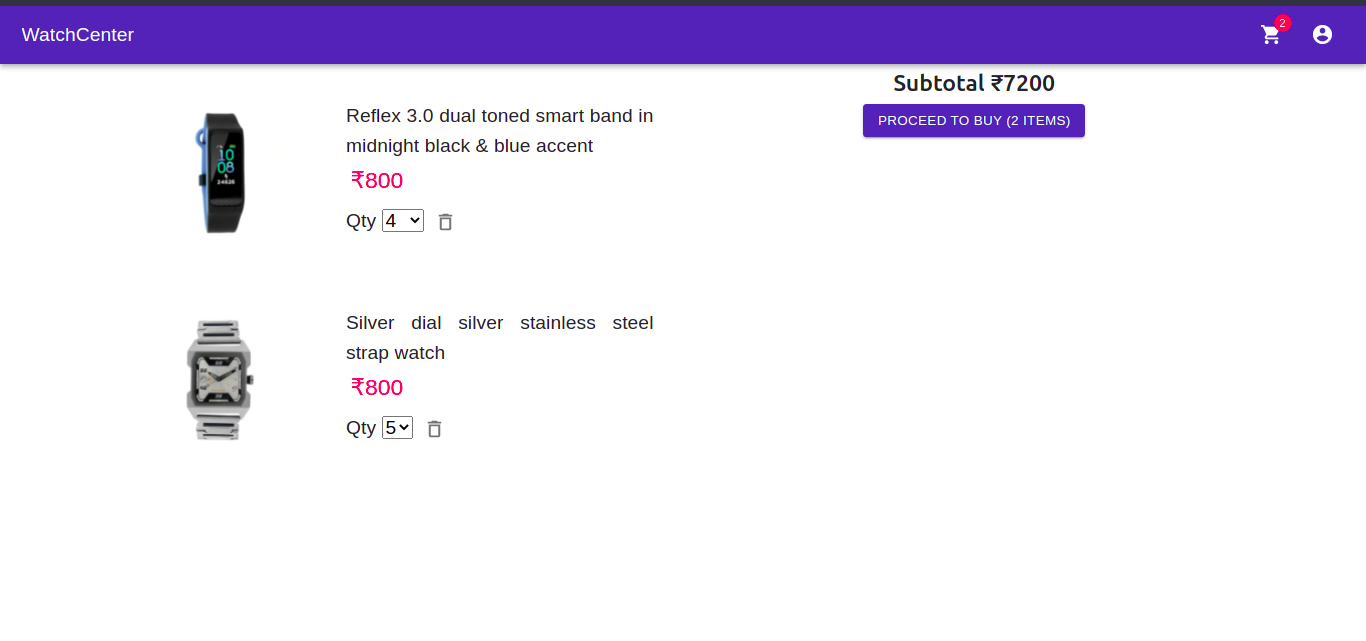 WatchCenter
2
Subtotal ₹7200
PROCEED TO BUY (2 ITEMS)
Reflex 3.0 dual toned smart band in
midnight black & blue accent
₹800
Qty 4
10
08
24626
Silver dial silver stainless steel
strap watch
₹800
Qty 5